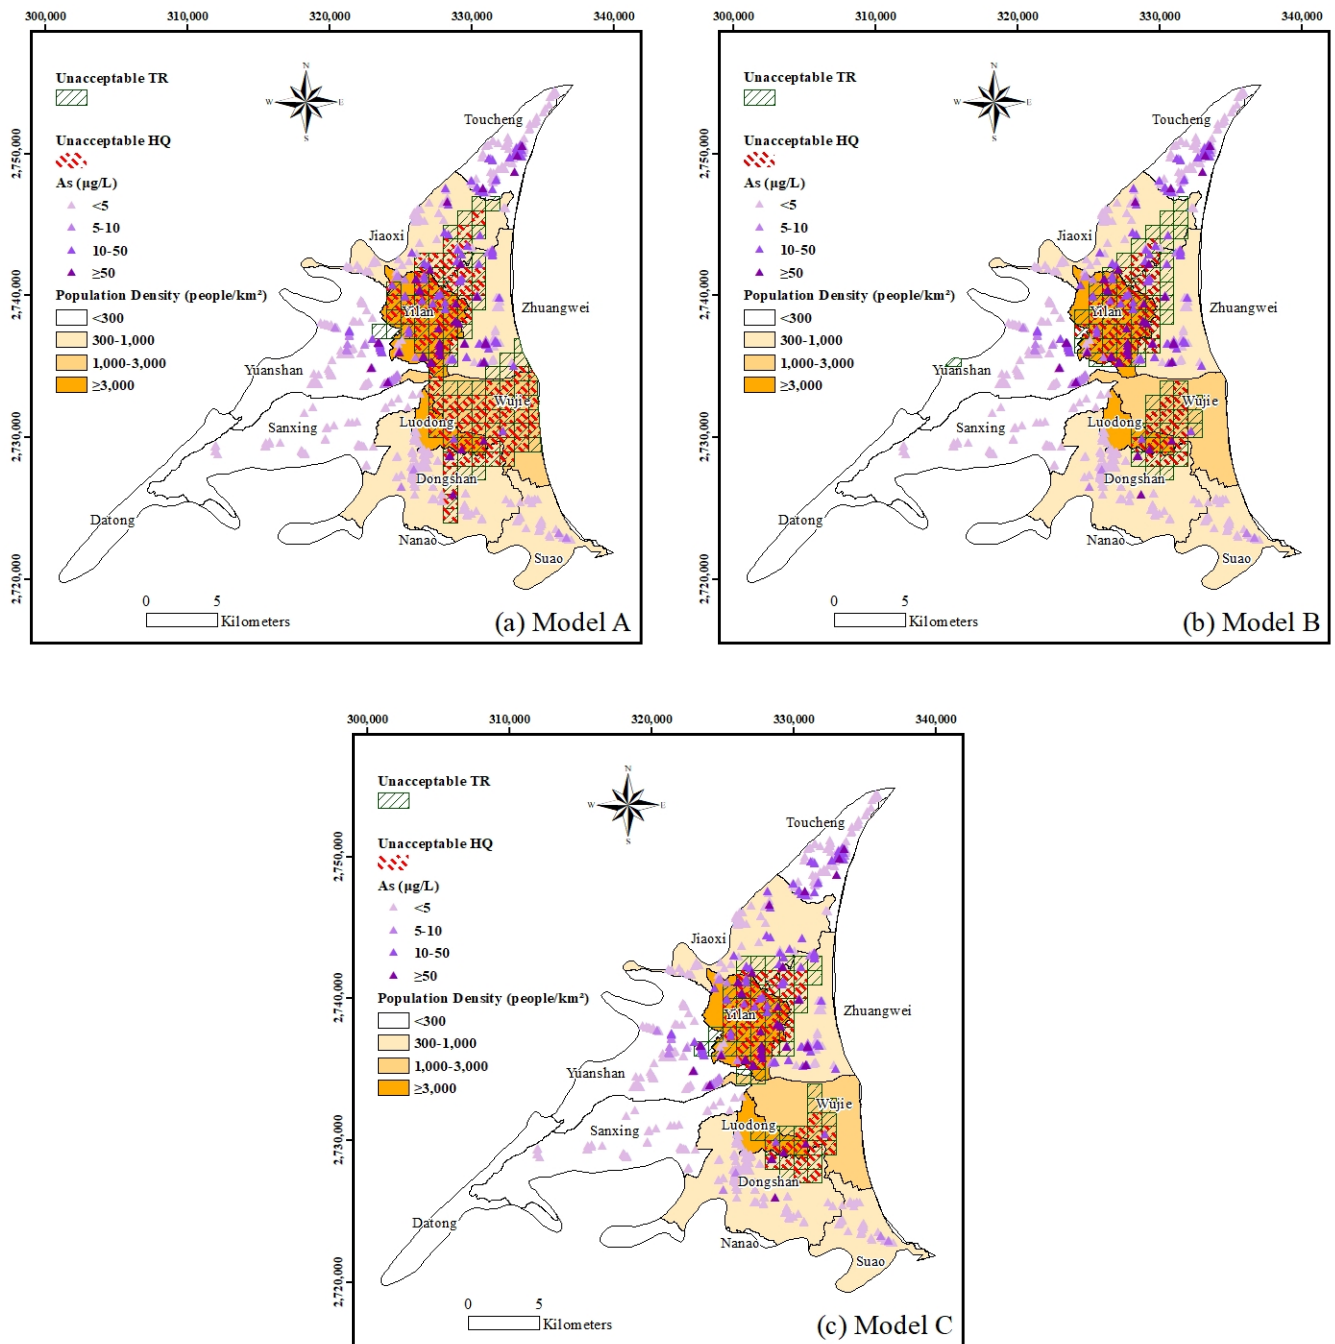 300,000 310,000 320,000 330,000 340,000
2,750,000
2,740,000
2,730,000
2,720,000
Unacceptable TR
Unacceptable HQ
As (µg/L)
<5
5-10
10-50
≥50
Population Density (people/km²)
<300
300-1,000
1,000-3,000
≥3,000
N
W E
S
Toucheng
Jiaoxi
Yilan
Zhuangwei
Yuanshan
Wujie
Luodong
Sanxing
Dongshan
Datong
Nanao
Suao
0 5
Kilometers
(a) Model A
300,000 310,000 320,000 330,000 340,000
2,750,000
2,740,000
2,730,000
2,720,000
Unacceptable TR
Unacceptable HQ
As (µg/L)
<5
5-10
10-50
≥50
Population Density (people/km²)
<300
300-1,000
1,000-3,000
≥3,000
N
W E
S
Toucheng
Jiaoxi
Yilan
Zhuangwei
Yuanshan
Wujie
Luodong
Sanxing
Dongshan
Datong
Nanao
Suao
0 5
Kilometers
(b) Model B
300,000 310,000 320,000 330,000 340,000
2,750,000
2,740,000
2,730,000
2,720,000
Unacceptable TR
Unacceptable HQ
As (µg/L)
<5
5-10
10-50
≥50
Population Density (people/km²)
<300
300-1,000
1,000-3,000
≥3,000
N
W E
S
Toucheng
Jiaoxi
Yilan
Zhuangwei
Yuanshan
Wujie
Luodong
Sanxing
Dongshan
Datong
Nanao
Suao
0 5
Kilometers
(c) Model C